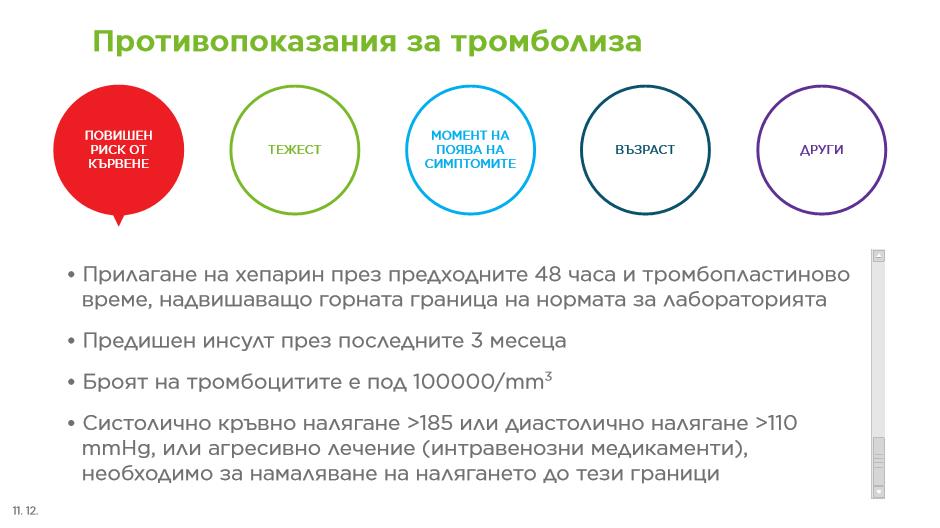 Противопоказания за тромболиза
ПОВИШЕН
РИСК ОТ
КЪРВЕНЕ
ТЕЖЕСТ
МОМЕНТ НА
ПОЯВА НА
СИМПТОМИТЕ
ВЪЗРАСТ
ДРУГИ
• Прилагане на хепарин през предходните 48 часа и тромбопластиново
време, надвишаващо горната граница на нормата за лабораторията
• Предишен инсулт през последните 3 месеца
• Броят на тромбоцитите е под 100000/mm³
• Систолично кръвно налягане >185 или диастолично налягане >110
mmHg, или агресивно лечение (интравенозни медикаменти),
необходимо за намаляване на налягането до тези граници
11. 12.